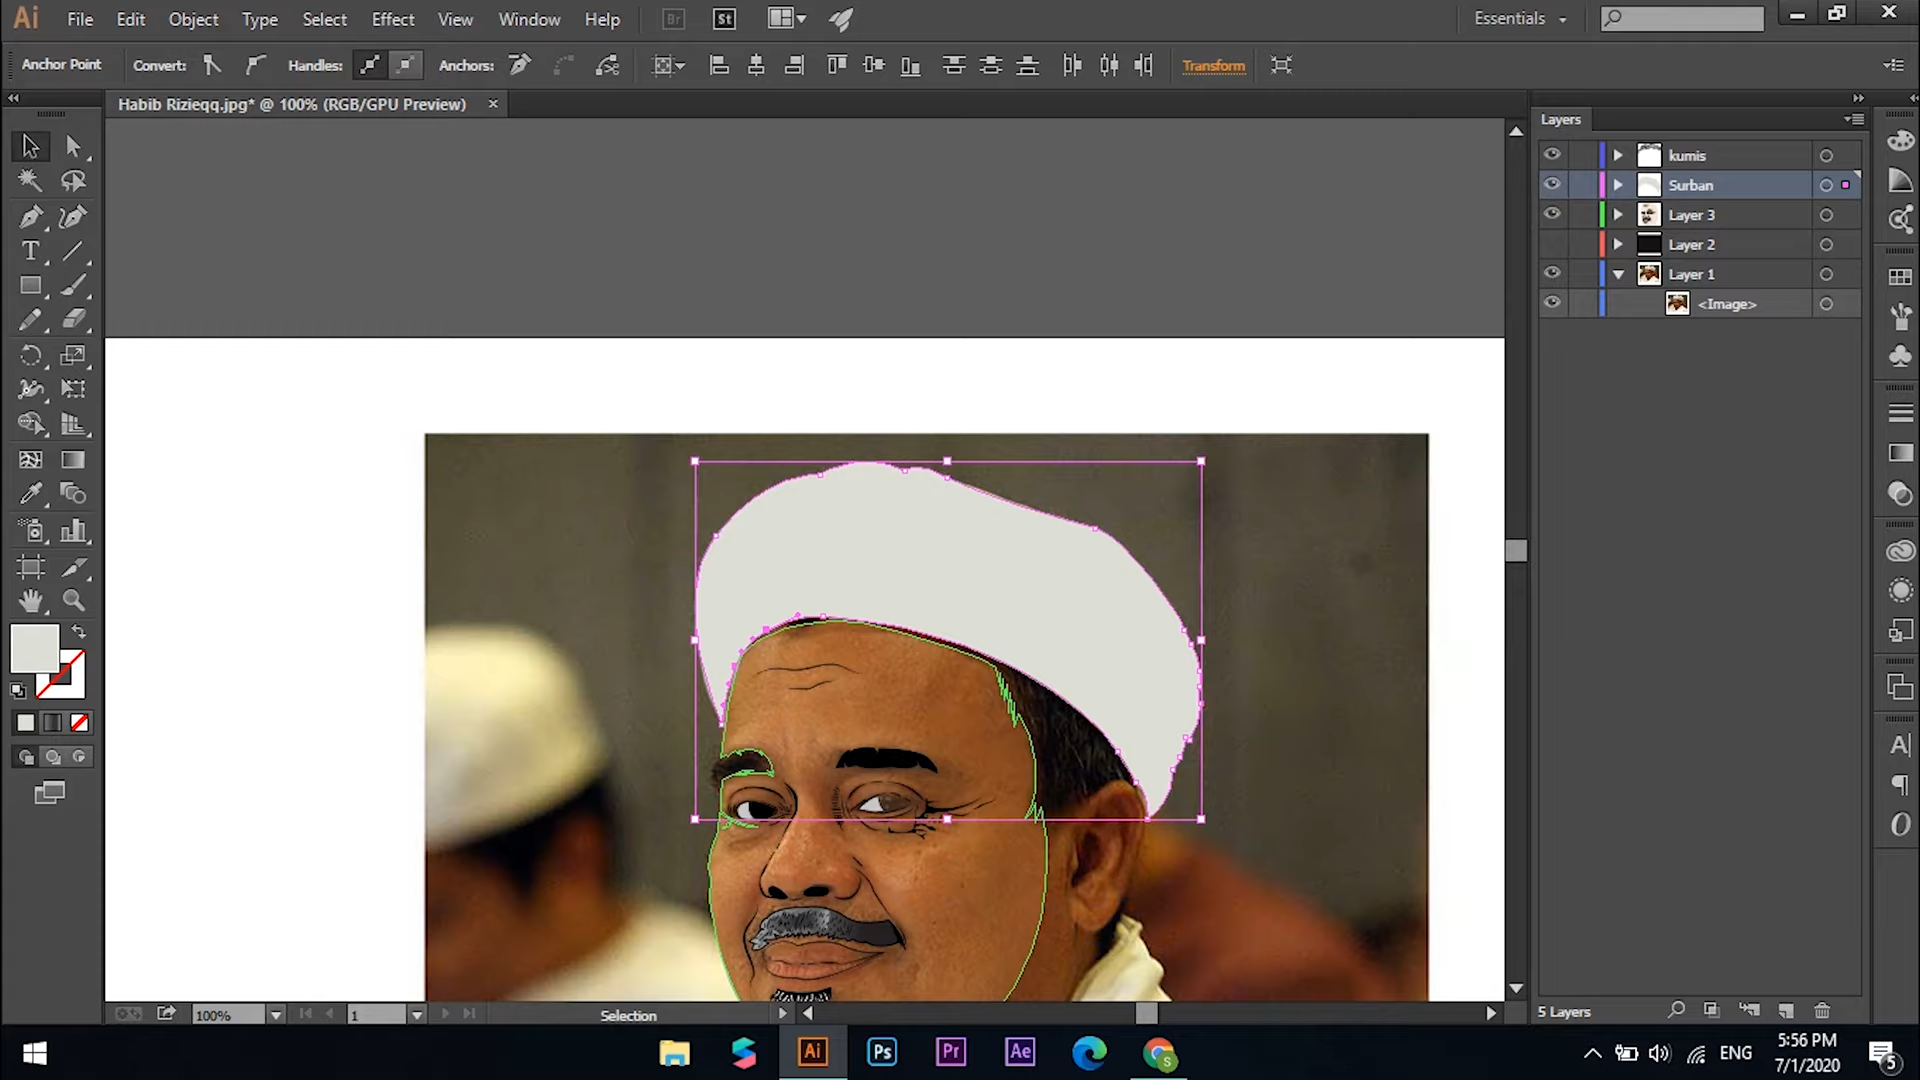 Ai File Edit Object Type Select Effect View Window Help Br St Essentials
Anchor Point Convert: Handles: Anchors: Transform
Habib Rizieqq.jpg* @ 100% (RGB/GPU Preview)
Layers
kumis
Surban
Layer 3
Layer 2
Layer 1
<Image>
100% 1 Selection 5 Layers
Ai Ps Pr Ae S ENG 5:56 PM
7/1/2020 5